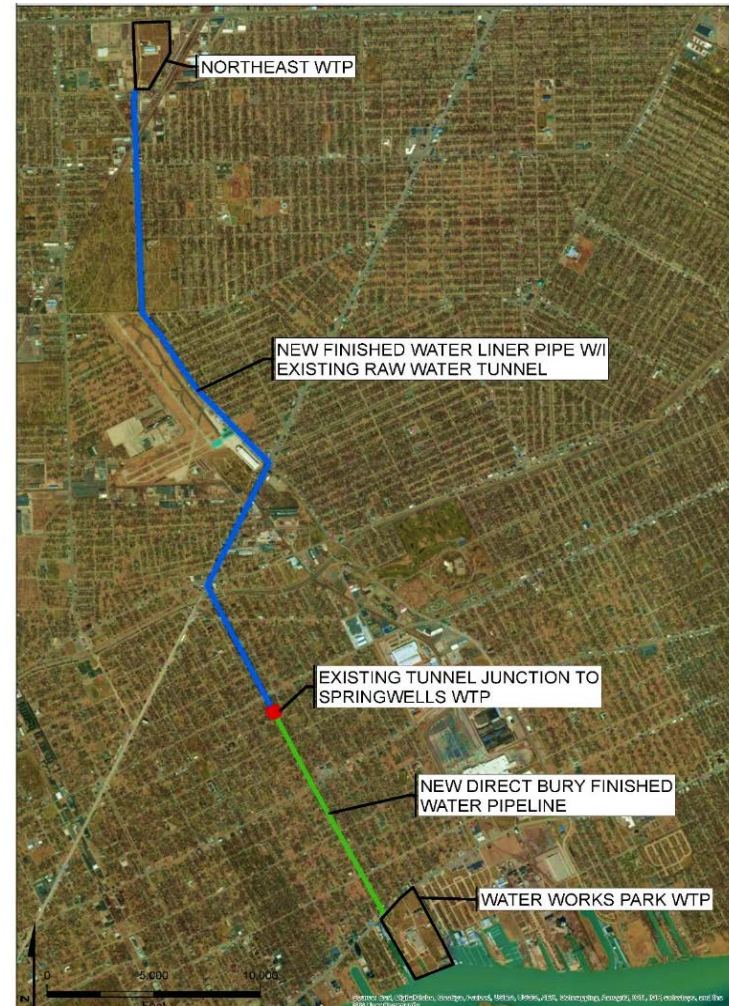 NORTHEAST WTP
NEW FINISHED WATER LINER PIPE W/I
EXISTING RAW WATER TUNNEL
EXISTING TUNNEL JUNCTION TO
SPRINGWELLS WTP
NEW DIRECT BURY FINISHED
WATER PIPELINE
WATER WORKS PARK WTP
0 5,000 10,000
Feet
N